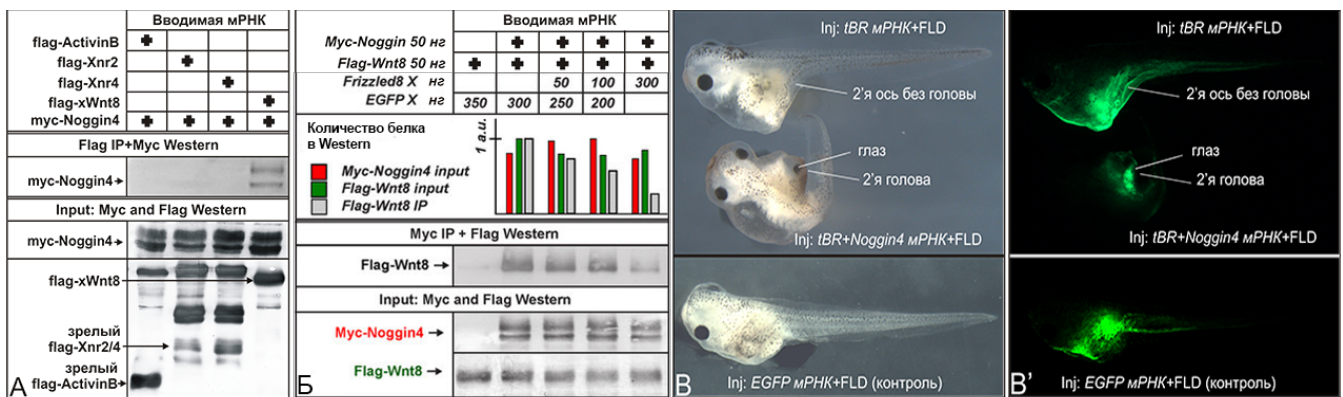 Вводимая мРНК
flag-ActivinB
flag-Xnr2
flag-Xnr4
flag-xWnt8
myc-Noggin4
Flag IP+Myc Western
myc-Noggin4
Input: Myc and Flag Western
myc-Noggin4
flag-xWnt8
зрелый
flag-Xnr2/4
зрелый
flag-ActivinB
А
Вводимая мРНК
Myc-Noggin 50 нг
Flag-Wnt8 50 нг
Frizzled8 X нг 50 100 300
EGFP X нг 350 300 250 200
Количество белка
в Western
1 a.u.
Myc-Noggin4 input
Flag-Wnt8 input
Flag-Wnt8 IP
Myc IP + Flag Western
Flag-Wnt8
Input: Myc and Flag Western
Myc-Noggin4
Flag-Wnt8
Б
Inj: tBR мРНК+FLD
2'я ось без головы
глаз
2'я голова
Inj: tBR+Noggin4 мРНК+FLD
Inj: EGFP мРНК+FLD (контроль)
В
Inj: tBR мРНК+FLD
2'я ось без головы
глаз
2'я голова
Inj: tBR+Noggin4 мРНК+FLD
Inj: EGFP мРНК+FLD (контроль)
В'